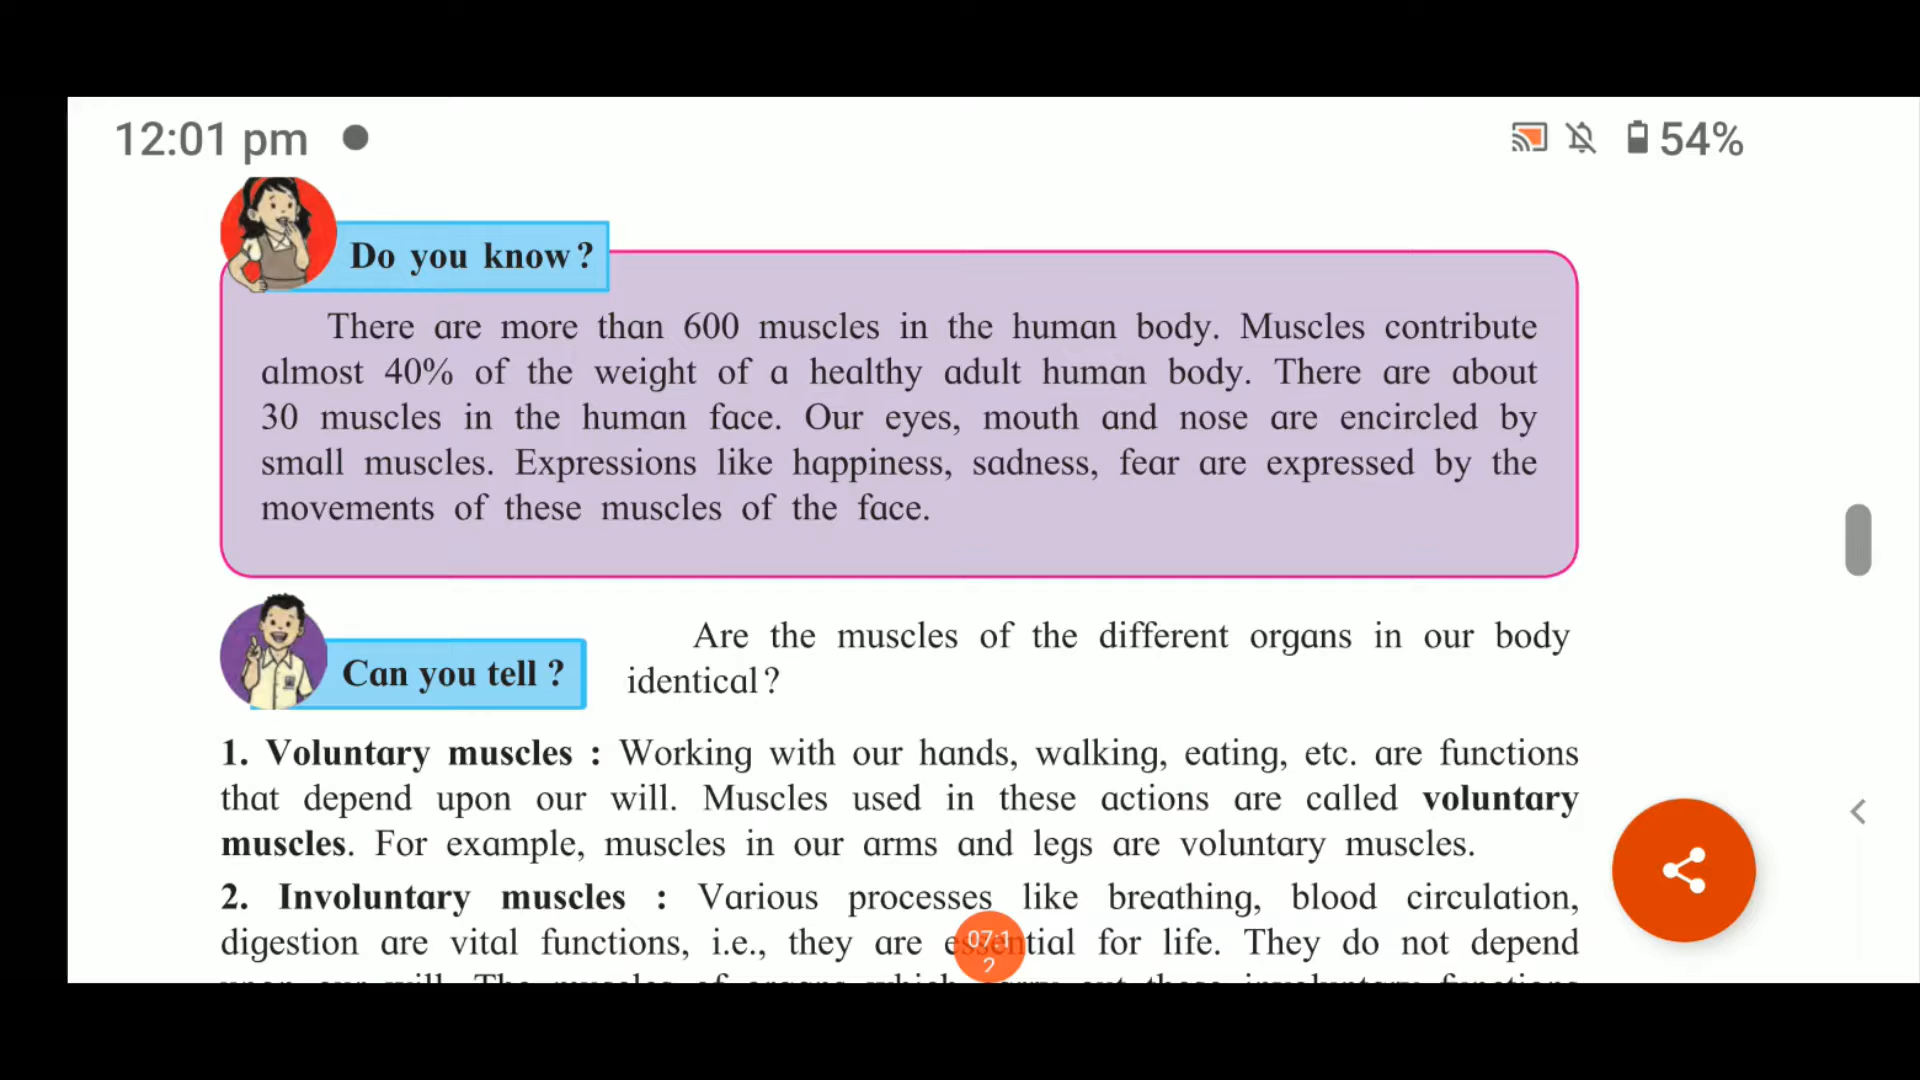 12:01 pm
54%
Do you know?
There are more than 600 muscles in the human body. Muscles contribute
almost 40% of the weight of a healthy adult human body. There are about
30 muscles in the human face. Our eyes, mouth and nose are encircled by
small muscles. Expressions like happiness, sadness, fear are expressed by the
movements of these muscles of the face.
Can you tell ?
Are the muscles of the different organs in our body
identical?
1. Voluntary muscles : Working with our hands, walking, eating, etc. are functions
that depend upon our will. Muscles used in these actions are called voluntary
muscles. For example, muscles in our arms and legs are voluntary muscles.
2. Involuntary muscles : Various processes like breathing, blood circulation,
digestion are vital functions, i.e., they are essential for life. They do not depend
07:1
2